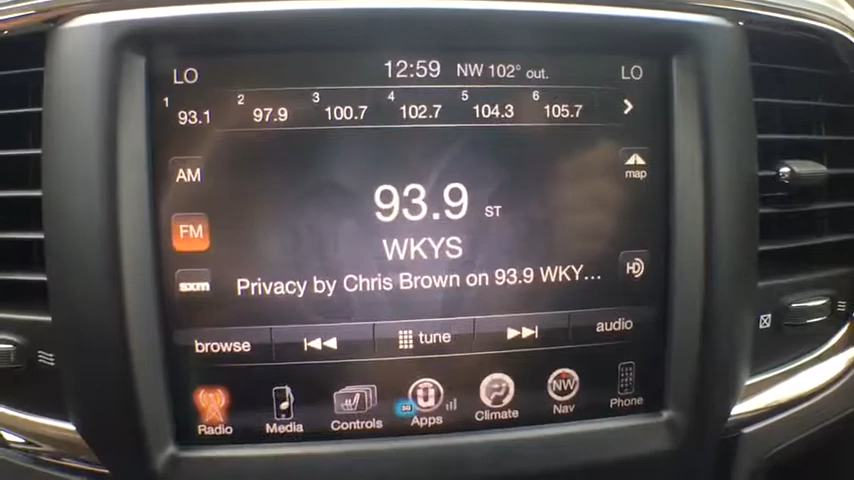 LO 12:59 NW 102° out. LO
1 93.1 2 97.9 3 100.7 4 102.7 5 104.3 6 105.7
AM
map
93.9 ST
FM
WKYS
HD
sxm
Privacy by Chris Brown on 93.9 WKY...
browse tune audio
NW
Radio Media Controls Apps Climate Nav Phone